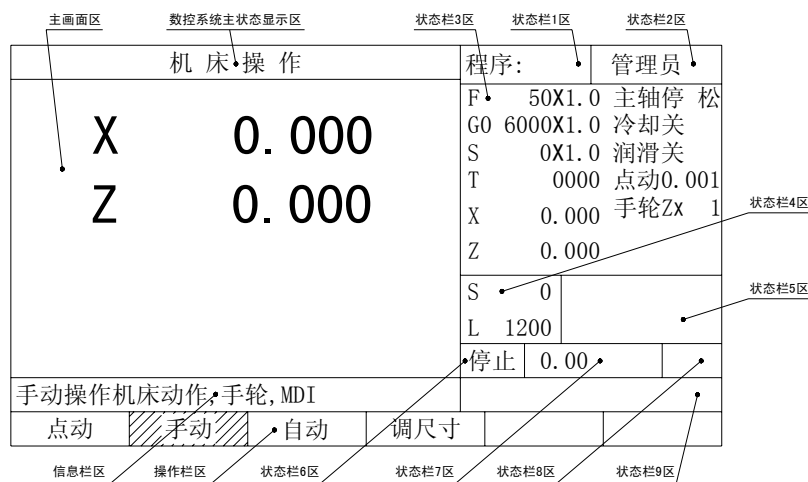 主画面区 数控系统主状态显示区 状态栏3区 状态栏1区 状态栏2区
机床操作 程序: 管理员
F 50X1.0 主轴停 松
X 0.000 G0 6000X1.0 冷却关
S 0X1.0 润滑关
Z 0.000 T 0000 点动0.001
X 0.000 手轮ZX 1
状态栏4区
Z 0.000
S 0 状态栏5区
L 1200
停止 0.00
手动操作机床动作,手轮,MDI
点动 手动 自动 调尺寸
信息栏区 操作栏区 状态栏6区 状态栏7区 状态栏8区 状态栏9区